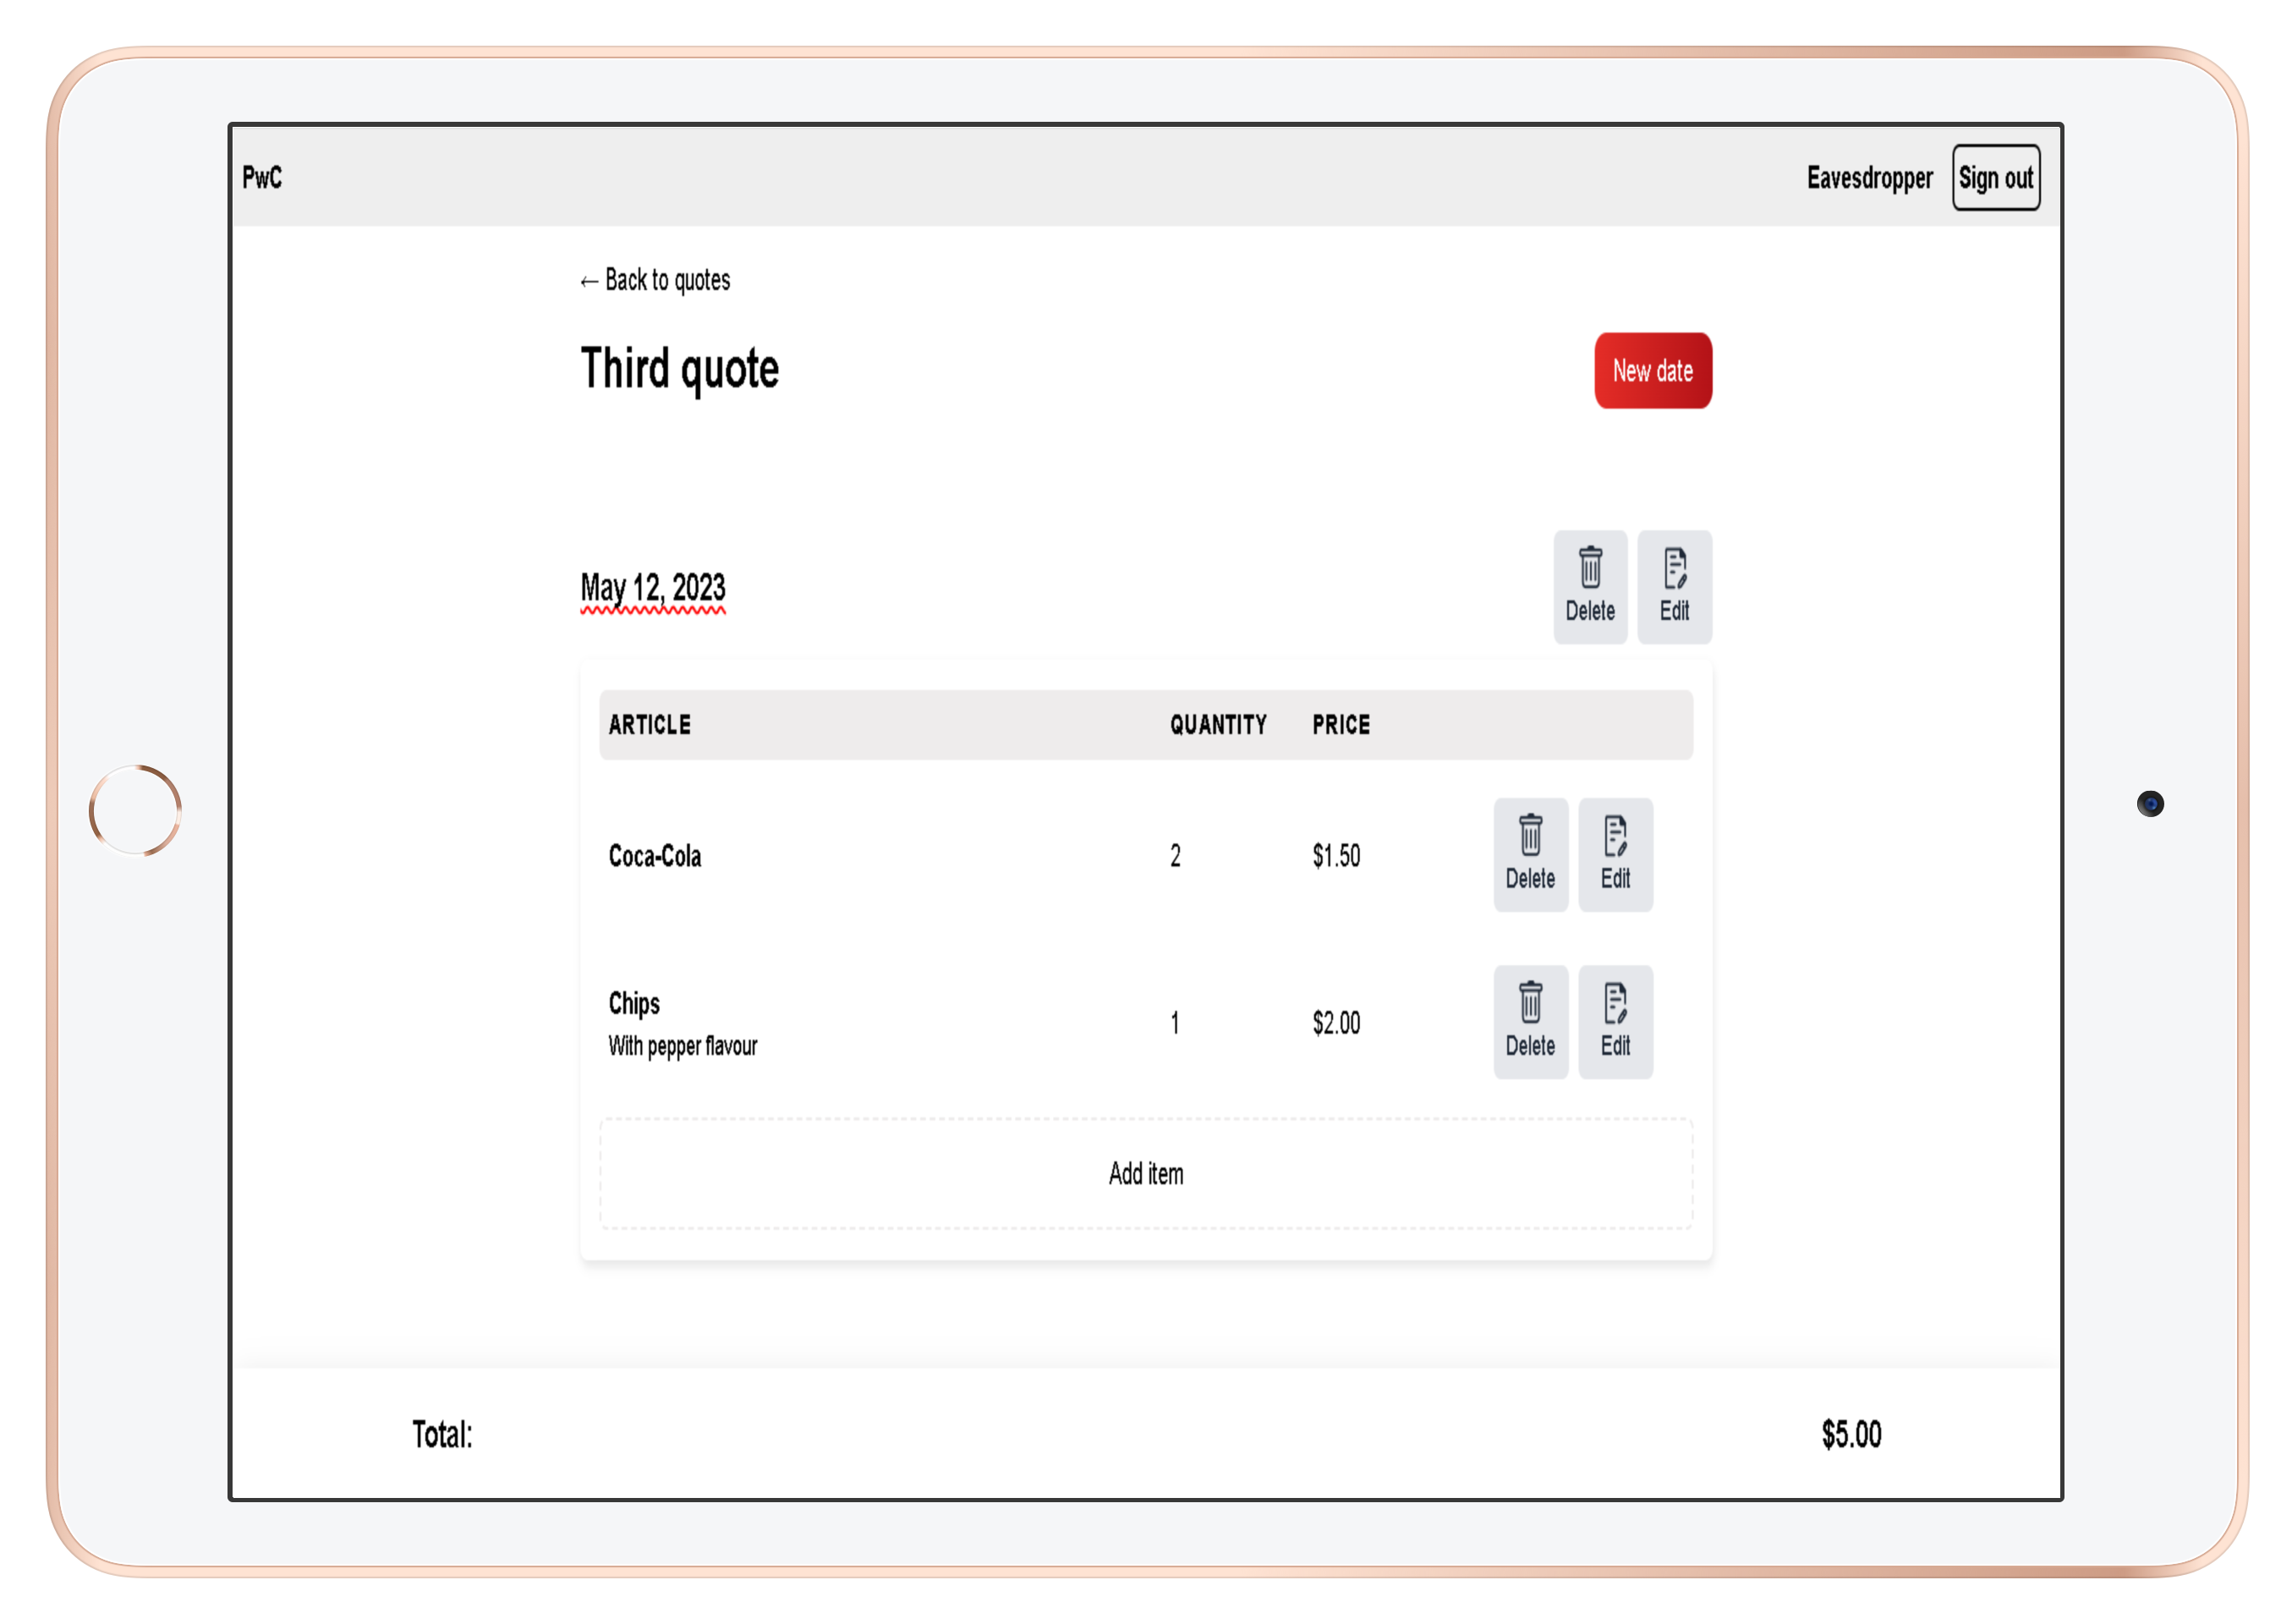 PwC
Eavesdropper Sign out
← Back to quotes
Third quote
New date
May 12, 2023
Delete Edit
ARTICLE QUANTITY PRICE
Coca-Cola 2 $1.50
Delete Edit
Chips
With pepper flavour
1 $2.00
Delete Edit
Add item
Total: $5.00